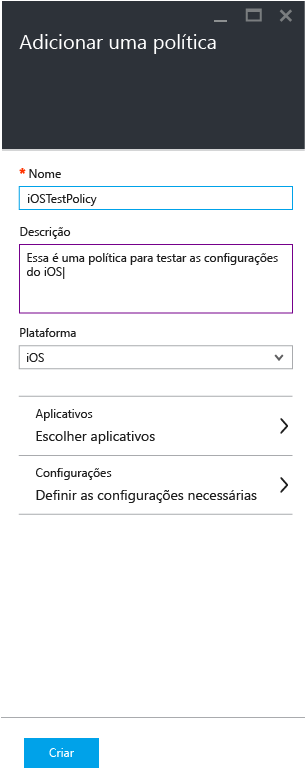 Adicionar uma política
* Nome
iOSTestPolicy
Descrição
Essa é uma política para testar as configurações
do iOS
Plataforma
iOS
Aplicativos
Escolher aplicativos
Configurações
Definir as configurações necessárias
Criar